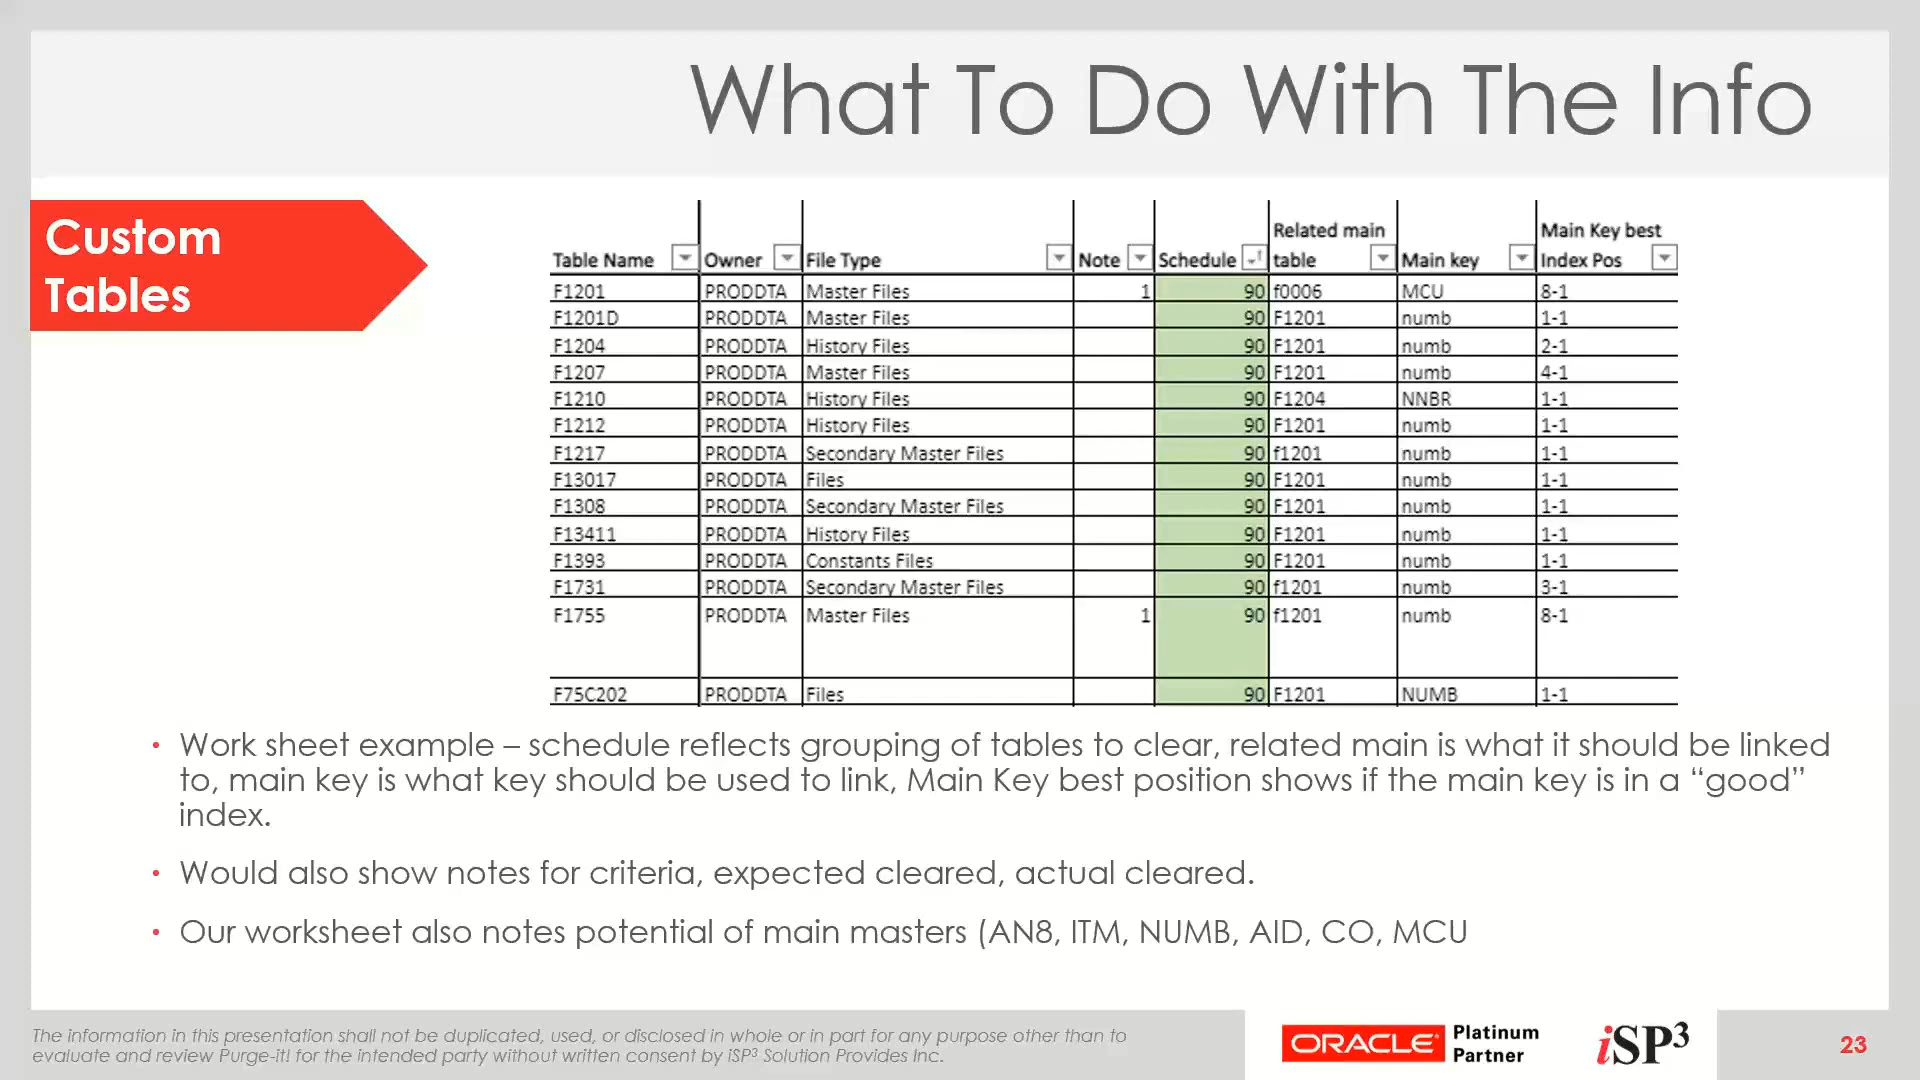 What To Do With The Info
Custom
Tables
Related main
Main Key best
Table Name Owner File Type Note Schedule table Main key Index Pos
F1201 PRODDTA Master Files 1 90 f0006 MCU 8-1
F1201D PRODDTA Master Files 90 F1201 numb 1-1
F1204 PRODDTA History Files 90 F1201 numb 2-1
F1207 PRODDTA Master Files 90 F1201 numb 4-1
F1210 PRODDTA History Files 90 F1204 NNBR 1-1
F1212 PRODDTA History Files 90 F1201 numb 1-1
F1217 PRODDTA Secondary Master Files 90 f1201 numb 1-1
F13017 PRODDTA Files 90 F1201 numb 1-1
F1308 PRODDTA Secondary Master Files 90 F1201 numb 1-1
F13411 PRODDTA History Files 90 F1201 numb 1-1
F1393 PRODDTA Constants Files 90 F1201 numb 1-1
F1731 PRODDTA Secondary Master Files 90 f1201 numb 3-1
F1755 PRODDTA Master Files 1 90 f1201 numb 8-1
F75C202 PRODDTA Files 90 F1201 NUMB 1-1
• Work sheet example – schedule reflects grouping of tables to clear, related main is what it should be linked
to, main key is what key should be used to link, Main Key best position shows if the main key is in a “good”
index.
• Would also show notes for criteria, expected cleared, actual cleared.
• Our worksheet also notes potential of main masters (AN8, ITM, NUMB, AID, CO, MCU
The information in this presentation shall not be duplicated, used, or disclosed in whole or in part for any purpose other than to
evaluate and review Purge-it! for the intended party without written consent by iSP³ Solution Provides Inc.
ORACLE Platinum
Partner
iSP³
23